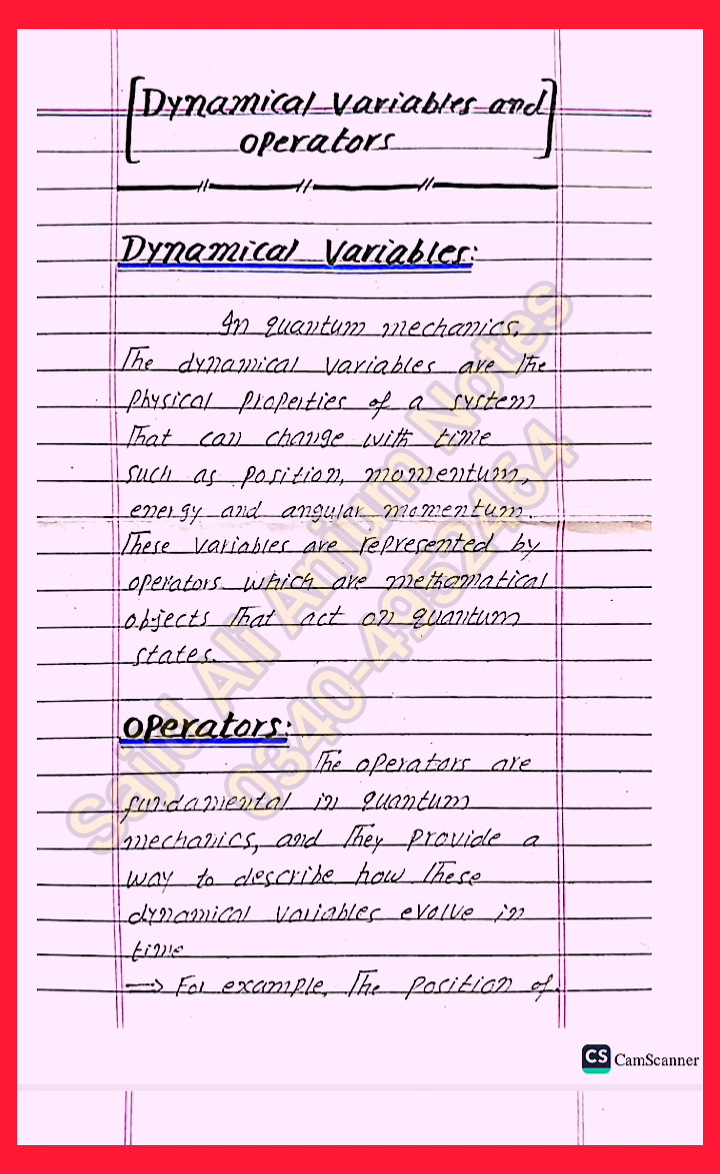 [Dynamical Variables and
operators]
Dynamical Variables:
In quantum mechanics,
The dynamical variables are The
Physical Properties of a system
That can change with time
such as position, momentum,
energy and angular momentum.
These variables are represented by
operators which are methamatical
objects That act on quantum
states.
Operators:
The operators are
fundamental in quantum
mechanics, and They provide a
way to describe how These
dynamical variables evolve in
time
⟹ For example, The position of
CS CamScanner
Sajid Ali Anjum Notes
0340-4952464